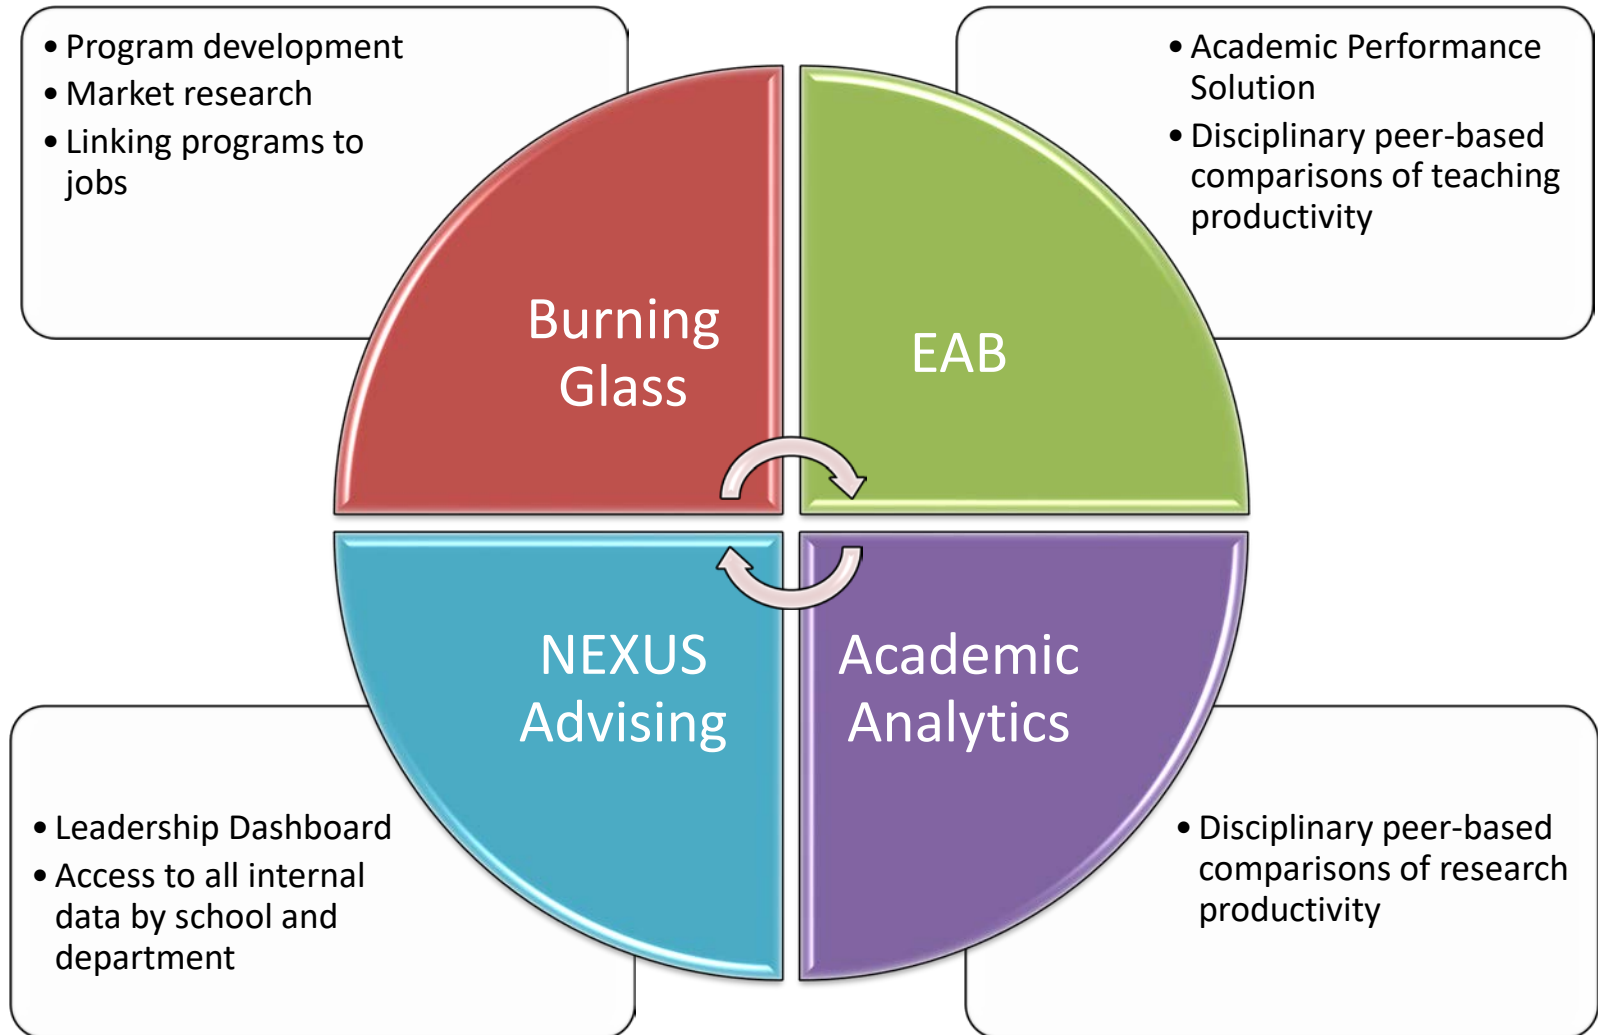 • Program development
• Market research
• Linking programs to
jobs
• Academic Performance
Solution
• Disciplinary peer-based
comparisons of teaching
productivity
Burning
Glass
EAB
NEXUS
Advising
Academic
Analytics
• Leadership Dashboard
• Access to all internal
data by school and
department
• Disciplinary peer-based
comparisons of research
productivity